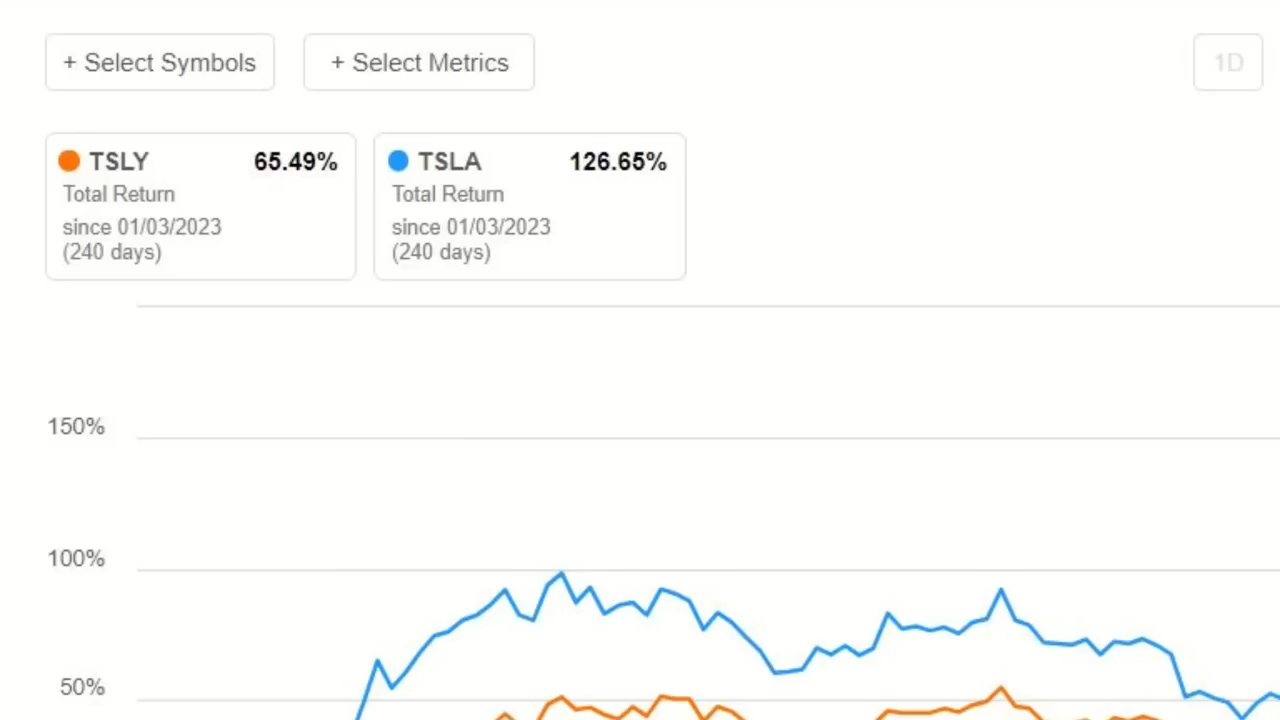 + Select Symbols
+ Select Metrics
1D
TSLY 65.49%
Total Return
since 01/03/2023
(240 days)
TSLA 126.65%
Total Return
since 01/03/2023
(240 days)
150%
100%
50%